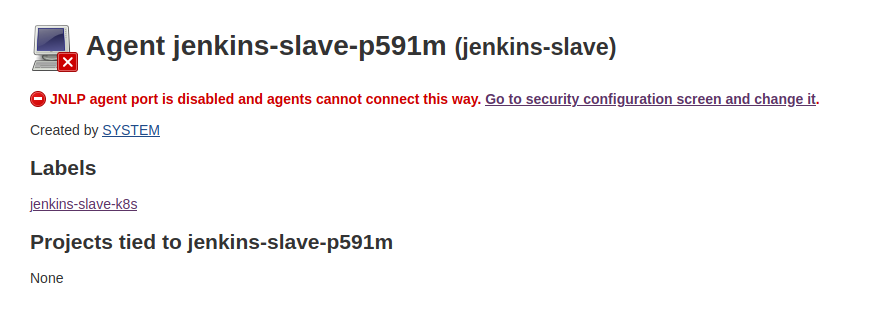 Agent jenkins-slave-p591m (jenkins-slave)
JNLP agent port is disabled and agents cannot connect this way. Go to security configuration screen and change it.
Created by SYSTEM
Labels
jenkins-slave-k8s
Projects tied to jenkins-slave-p591m
None